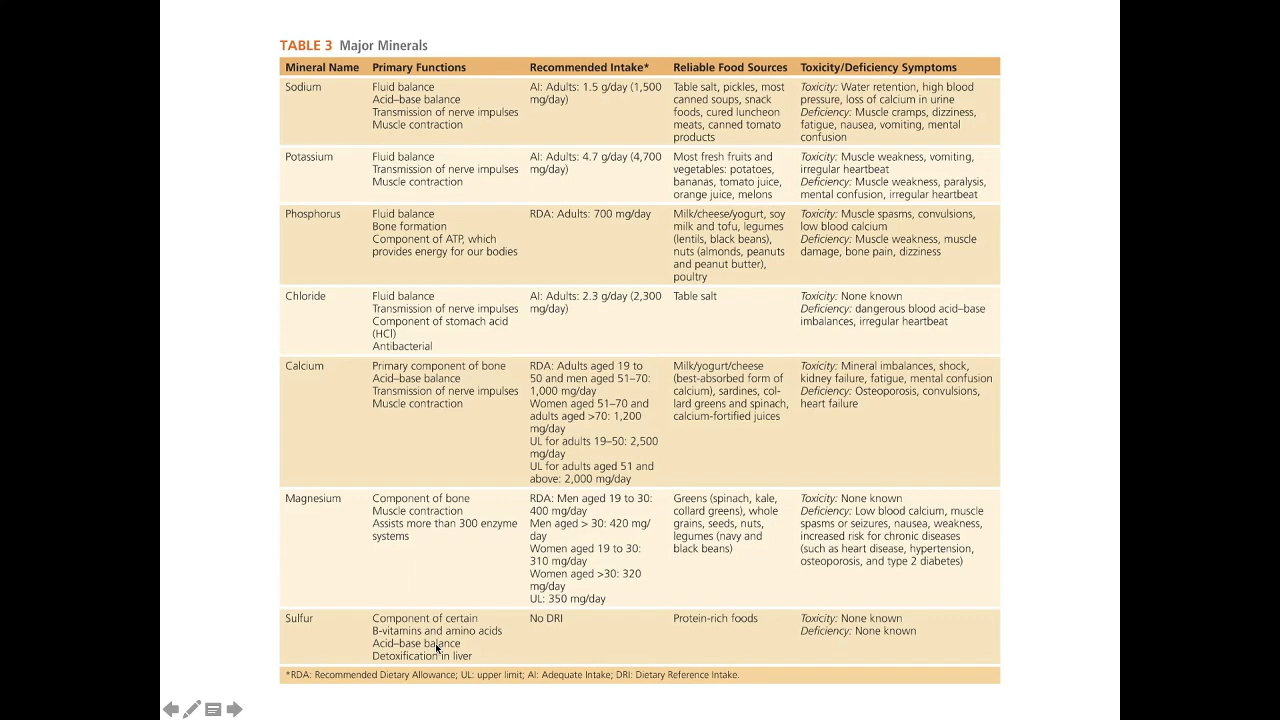 TABLE 3 Major Minerals
Mineral Name Primary Functions Recommended Intake* Reliable Food Sources Toxicity/Deficiency Symptoms
Sodium
Fluid balance
Acid–base balance
Transmission of nerve impulses
Muscle contraction
AI: Adults: 1.5 g/day (1,500
mg/day)
Table salt, pickles, most
canned soups, snack
foods, cured luncheon
meats, canned tomato
products
Toxicity: Water retention, high blood
pressure, loss of calcium in urine
Deficiency: Muscle cramps, dizziness,
fatigue, nausea, vomiting, mental
confusion
Potassium
Fluid balance
Transmission of nerve impulses
Muscle contraction
AI: Adults: 4.7 g/day (4,700
mg/day)
Most fresh fruits and
vegetables: potatoes,
bananas, tomato juice,
orange juice, melons
Toxicity: Muscle weakness, vomiting,
irregular heartbeat
Deficiency: Muscle weakness, paralysis,
mental confusion, irregular heartbeat
Phosphorus
Fluid balance
Bone formation
Component of ATP, which
provides energy for our bodies
RDA: Adults: 700 mg/day
Milk/cheese/yogurt, soy
milk and tofu, legumes
(lentils, black beans),
nuts (almonds, peanuts
and peanut butter),
poultry
Toxicity: Muscle spasms, convulsions,
low blood calcium
Deficiency: Muscle weakness, muscle
damage, bone pain, dizziness
Chloride
Fluid balance
Transmission of nerve impulses
Component of stomach acid
(HCl)
Antibacterial
AI: Adults: 2.3 g/day (2,300
mg/day)
Table salt
Toxicity: None known
Deficiency: dangerous blood acid–base
imbalances, irregular heartbeat
Calcium
Primary component of bone
Acid–base balance
Transmission of nerve impulses
Muscle contraction
RDA: Adults aged 19 to
50 and men aged 51–70:
1,000 mg/day
Women aged 51–70 and
adults aged >70: 1,200
mg/day
UL for adults 19–50: 2,500
mg/day
UL for adults aged 51 and
above: 2,000 mg/day
Milk/yogurt/cheese
(best-absorbed form of
calcium), sardines, col-
lard greens and spinach,
calcium-fortified juices
Toxicity: Mineral imbalances, shock,
kidney failure, fatigue, mental confusion
Deficiency: Osteoporosis, convulsions,
heart failure
Magnesium
Component of bone
Muscle contraction
Assists more than 300 enzyme
systems
RDA: Men aged 19 to 30:
400 mg/day
Men aged > 30: 420 mg/
day
Women aged 19 to 30:
310 mg/day
Women aged >30: 320
mg/day
UL: 350 mg/day
Greens (spinach, kale,
collard greens), whole
grains, seeds, nuts,
legumes (navy and
black beans)
Toxicity: None known
Deficiency: Low blood calcium, muscle
spasms or seizures, nausea, weakness,
increased risk for chronic diseases
(such as heart disease, hypertension,
osteoporosis, and type 2 diabetes)
Sulfur
Component of certain
B-vitamins and amino acids
Acid–base balance
Detoxification in liver
No DRI
Protein-rich foods
Toxicity: None known
Deficiency: None known
*RDA: Recommended Dietary Allowance; UL: upper limit; AI: Adequate Intake; DRI: Dietary Reference Intake.